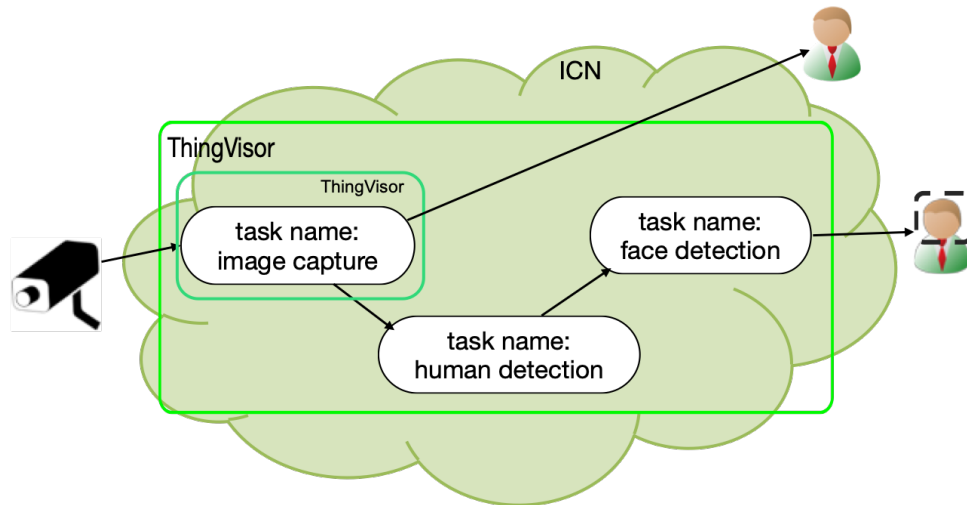 ICN
ThingVisor
ThingVisor
task name:
image capture
task name:
face detection
task name:
human detection